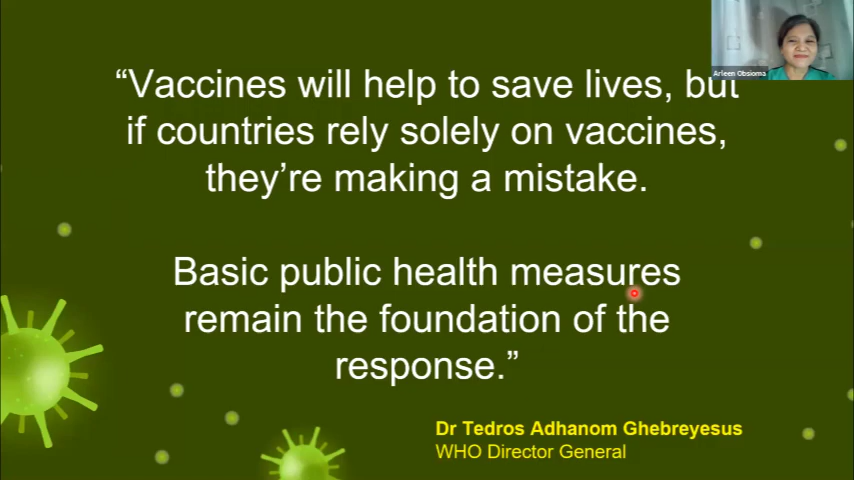 Arleen Obsioma
“Vaccines will help to save lives, but
if countries rely solely on vaccines,
they’re making a mistake.
Basic public health measures
remain the foundation of the
response.”
Dr Tedros Adhanom Ghebreyesus
WHO Director General